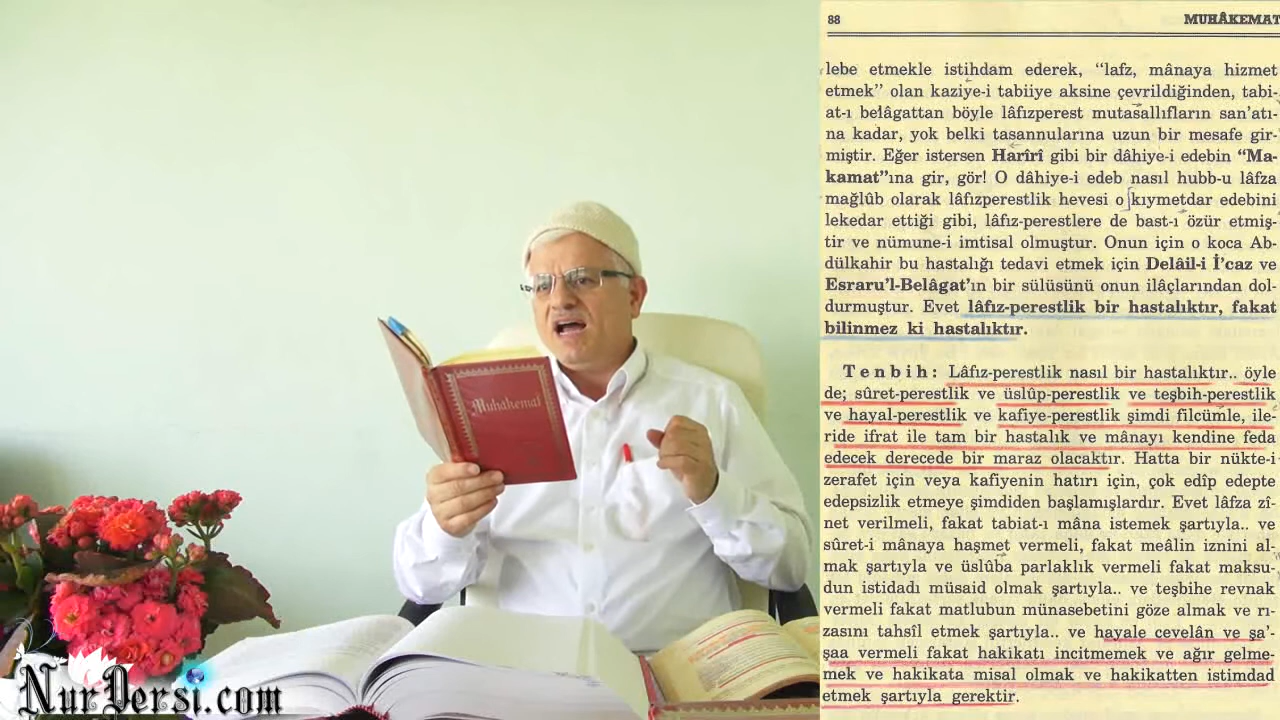 88
MUHÂKEMAT
lebe etmekle istihdam ederek, “lafz, mânaya hizmet
etmek” olan kaziye-i tabiiye aksine çevrildiğinden, tabi-
at-ı belâgattan böyle lâfızperest mutasallıfların san’atı-
na kadar, yok belki tasannularına uzun bir mesafe gir-
miştir. Eğer istersen Harîrî gibi bir dâhiye-i edebin “Ma-
kamat”ına gir, gör! O dâhiye-i edeb nasıl hubb-u lâfza
mağlûb olarak lâfızperestlik hevesi o kıymetdar edebini
lekedar ettiği gibi, lâfız-perestlere de bast-ı özür etmiş-
tir ve nümune-i imtisal olmuştur. Onun için o koca Ab-
dülkahir bu hastalığı tedavi etmek için Delâil-i İ’caz ve
Esraru’l-Belâgat’ın bir sülüsünü onun ilâçlarından dol-
durmuştur. Evet lâfız-perestlik bir hastalıktır, fakat
bilinmez ki hastalıktır.
Tenbih: Lâfız-perestlik nasıl bir hastalıktır.. öyle
de; sûret-perestlik ve üslûp-perestlik ve teşbih-perestlik
ve hayal-perestlik ve kafiye-perestlik şimdi filcümle, ile-
ride ifrat ile tam bir hastalık ve mânayı kendine feda
edecek derecede bir maraz olacaktır. Hatta bir nükte-i
zerafet için veya kafiyenin hatırı için, çok edîp edepte
edepsizlik etmeye şimdiden başlamışlardır. Evet lâfza zî-
net verilmeli, fakat tabiat-ı mâna istemek şartıyla.. ve
sûret-i mânaya haşmet vermeli, fakat meâlin iznini al-
mak şartıyla ve üslûba parlaklık vermeli fakat maksu-
dun istidadı müsaid olmak şartıyla.. ve teşbihe revnak
vermeli fakat matlubun münasebetini göze almak ve rı-
zasını tahsîl etmek şartıyla.. ve hayale cevelân ve şa’-
şaa vermeli fakat hakikatı incitmemek ve ağır gelme-
mek ve hakikata misal olmak ve hakikatten istimdad
etmek şartıyla gerektir.
Muhakemat
NurDersi.com